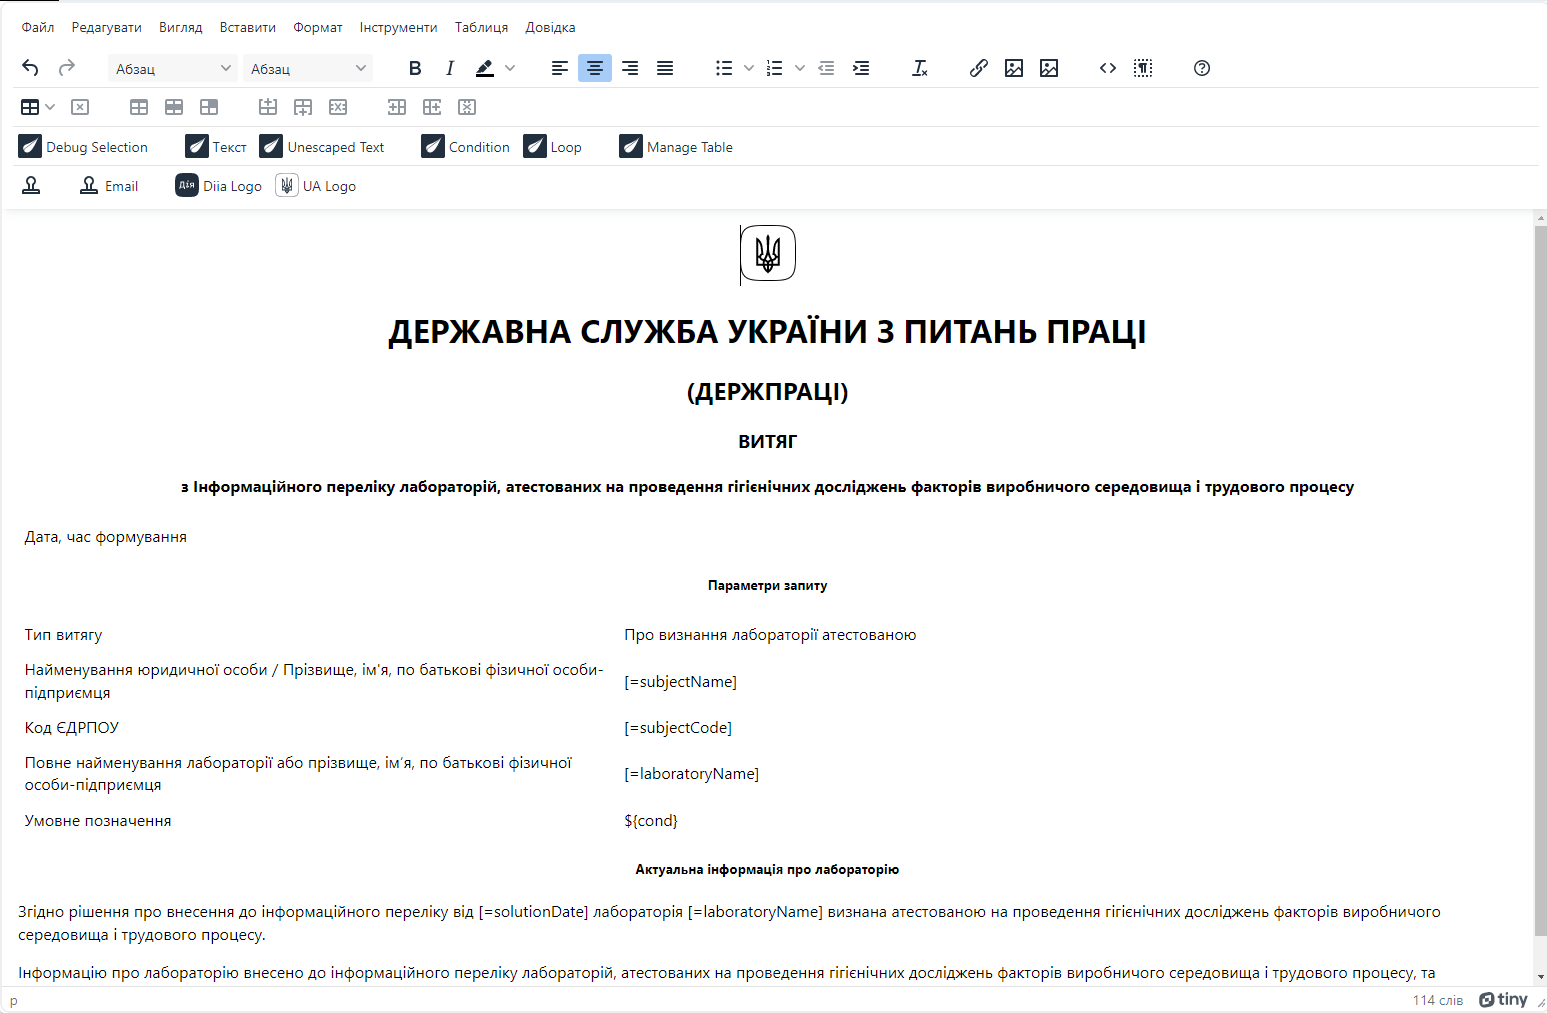 Файл Редагувати Вигляд Вставити Формат Інструменти Таблиця Довідка
Абзац Абзац B I
Debug Selection Текст Unescaped Text Condition Loop Manage Table
Email Дія Diia Logo UA Logo
ДЕРЖАВНА СЛУЖБА УКРАЇНИ З ПИТАНЬ ПРАЦІ
(ДЕРЖПРАЦІ)
ВИТЯГ
з Інформаційного переліку лабораторій, атестованих на проведення гігієнічних досліджень факторів виробничого середовища і трудового процесу
Дата, час формування
Параметри запиту
Тип витягу Про визнання лабораторії атестованою
Найменування юридичної особи / Прізвище, ім'я, по батькові фізичної особи-
підприємця
[=subjectName]
Код ЄДРПОУ [=subjectCode]
Повне найменування лабораторії або прізвище, ім’я, по батькові фізичної
особи-підприємця
[=laboratoryName]
Умовне позначення ${cond}
Актуальна інформація про лабораторію
Згідно рішення про внесення до інформаційного переліку від [=solutionDate] лабораторія [=laboratoryName] визнана атестованою на проведення гігієнічних досліджень факторів виробничого
середовища і трудового процесу.
Інформацію про лабораторію внесено до інформаційного переліку лабораторій, атестованих на проведення гігієнічних досліджень факторів виробничого середовища і трудового процесу, та
p 114 слів tiny